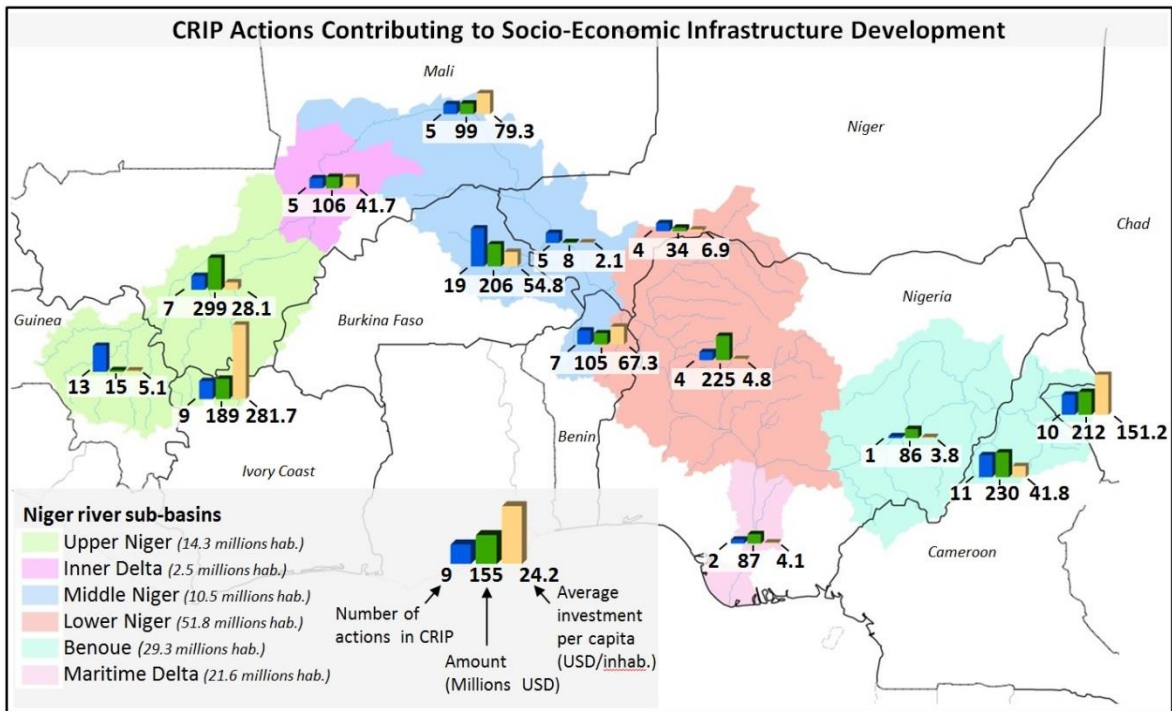 CRIP Actions Contributing to Socio-Economic Infrastructure Development
Mali
5 99 79.3
Niger
5 106 41.7
Chad
4 34 6.9
5 8 2.1
19 206 54.8
7 299 28.1
Nigeria
Guinea
Burkina Faso
7 105 67.3
4 225 4.8
13 15 5.1
9 189 281.7
10 212 151.2
Benin
1 86 3.8
11 230 41.8
Ivory Coast
Cameroon
2 87 4.1
Niger river sub-basins
Upper Niger (14.3 millions hab.)
Inner Delta (2.5 millions hab.)
Middle Niger (10.5 millions hab.)
Lower Niger (51.8 millions hab.)
Benoue (29.3 millions hab.)
Maritime Delta (21.6 millions hab.)
9 155 24.2
Number of
actions in CRIP
Amount
(Millions USD)
Average
investment
per capita
(USD/inhab.)